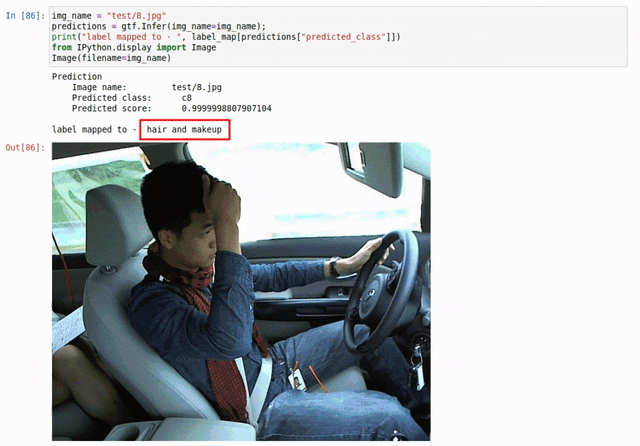 In [86]: img_name = "test/8.jpg"
predictions = gtf.Infer(img_name=img_name);
print("label mapped to - ", label_map[predictions["predicted_class"]])
from IPython.display import Image
Image(filename=img_name)
Prediction
Image name: test/8.jpg
Predicted class: c8
Predicted score: 0.9999998807907104
label mapped to - hair and makeup
Out[86]: